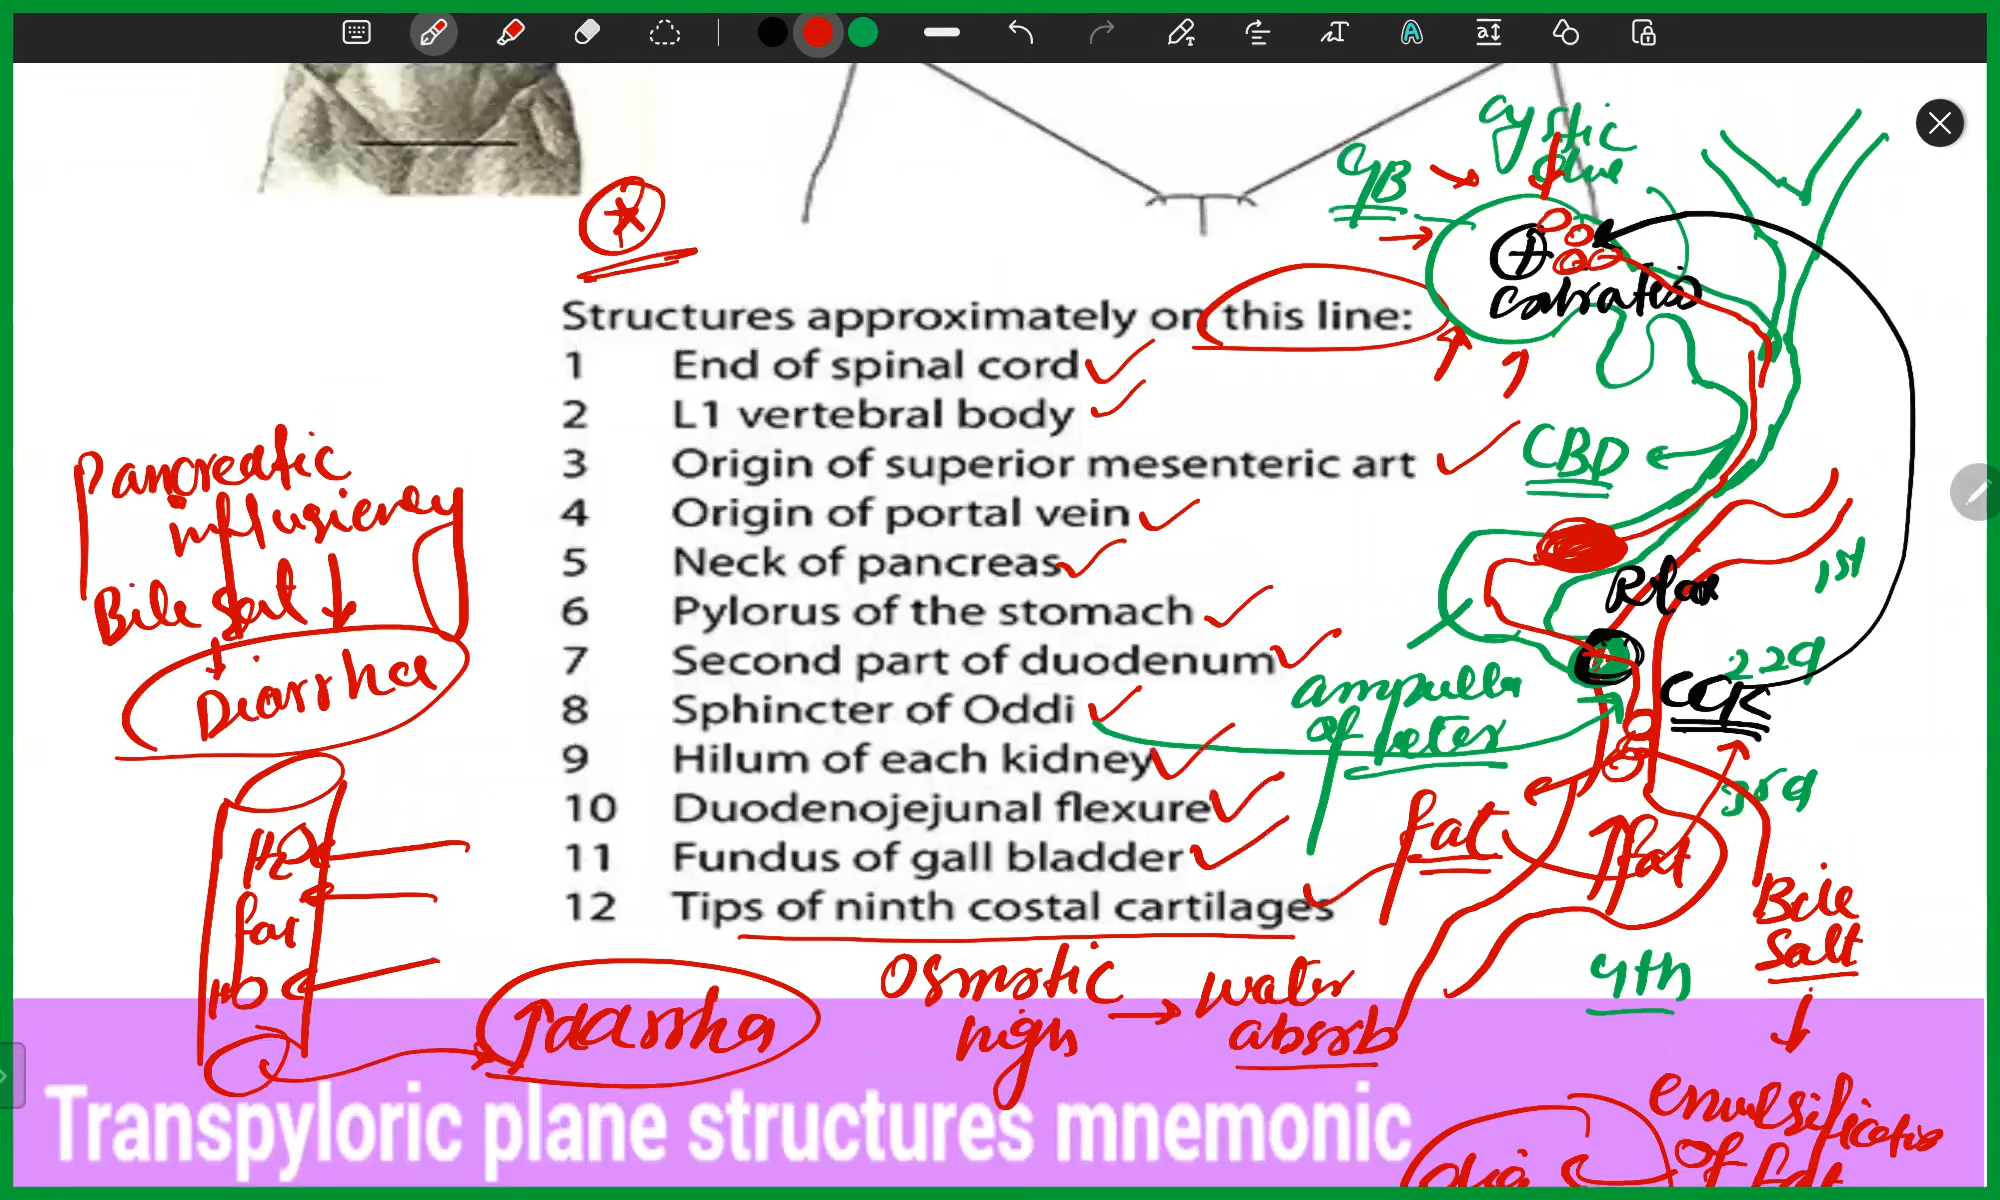 cystic
GB
Structures approximately on this line:
1 End of spinal cord
2 L1 vertebral body
3 Origin of superior mesenteric art
4 Origin of portal vein
5 Neck of pancreas
6 Pylorus of the stomach
7 Second part of duodenum
8 Sphincter of Oddi
9 Hilum of each kidney
10 Duodenojejunal flexure
11 Fundus of gall bladder
12 Tips of ninth costal cartilages
CBD
1st
CCK
3rd
4th
ampulla
of
fat
↑fat
Bile
Salt
Pancreatic
Bile Salt ↓
Diarrhea
H2O
fat
Osmotic
high
→ water
absorb
of fat
Transpyloric plane structures mnemonic